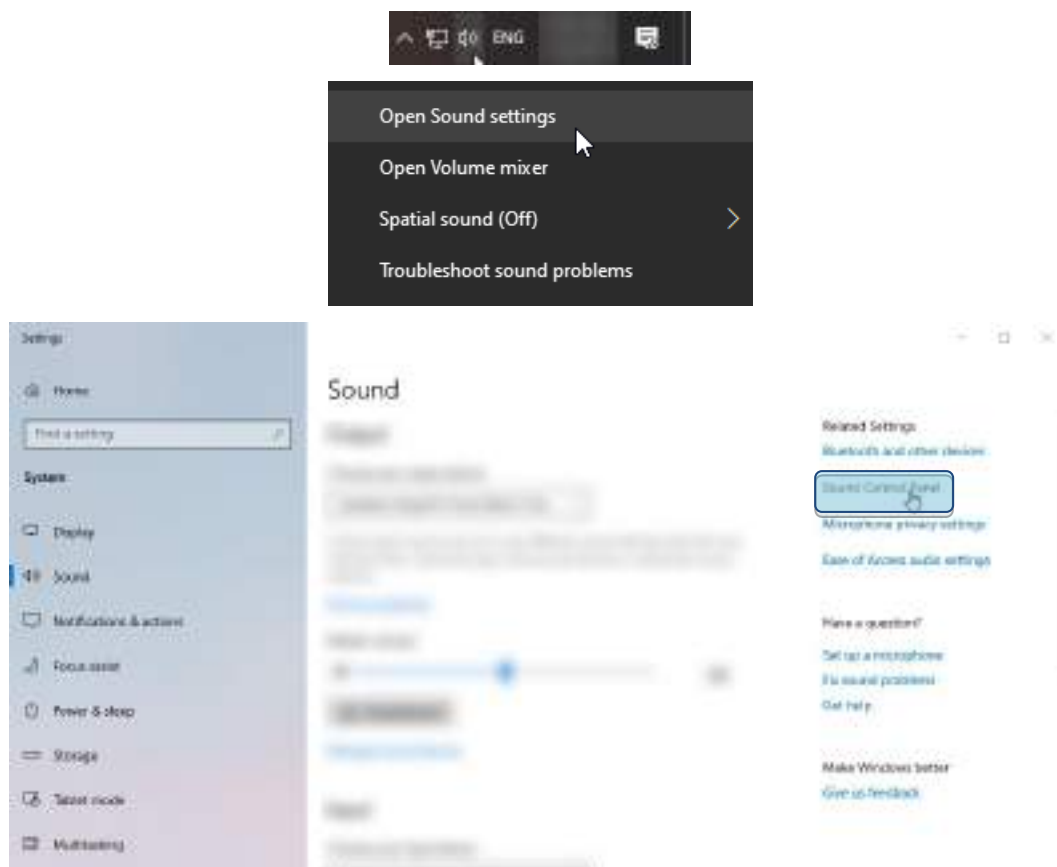 ENG
Open Sound settings
Open Volume mixer
Spatial sound (Off)
Troubleshoot sound problems
Settings
Home
Find a setting
System
Display
Sound
Notifications & actions
Focus assist
Power & sleep
Storage
Tablet mode
Multitasking
Sound
Related Settings
Bluetooth and other devices
Sound Control Panel
Microphone privacy settings
Ease of Access audio settings
Have a question?
Set up a microphone
Fix sound problems
Get help
Make Windows better
Give us feedback